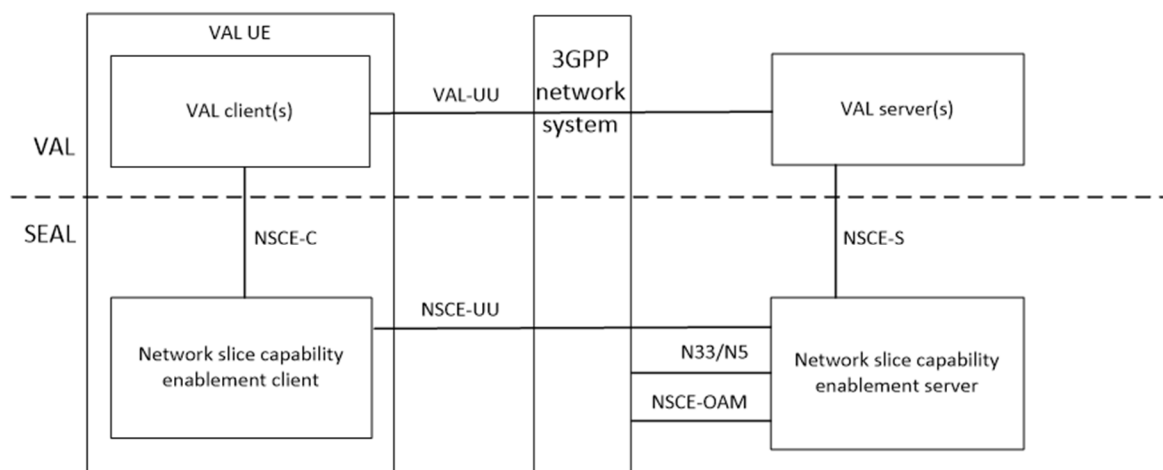 VAL UE
VAL client(s)
VAL-UU
3GPP
network
system
VAL server(s)
VAL
SEAL
NSCE-C
NSCE-S
NSCE-UU
Network slice capability
enablement client
N33/N5
NSCE-OAM
Network slice capability
enablement server